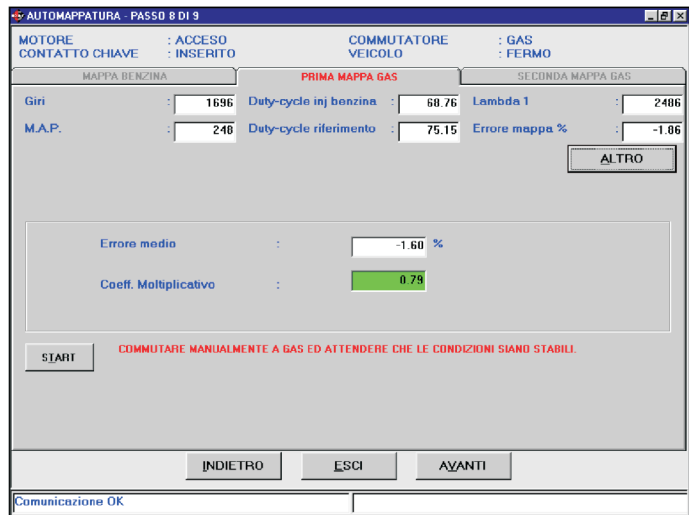 AUTOMAPPATURA - PASSO 8 DI 9
MOTORE : ACCESO COMMUTATORE : GAS
CONTATTO CHIAVE : INSERITO VEICOLO : FERMO
MAPPA BENZINA PRIMA MAPPA GAS SECONDA MAPPA GAS
Giri : 1696 Duty-cycle inj benzina : 68.76 Lambda 1 : 2486
M.A.P. : 248 Duty-cycle riferimento : 75.15 Errore mappa % : -1.86
ALTRO
Errore medio : -1.60 %
Coeff. Moltiplicativo : 0.79
START COMMUTARE MANUALMENTE A GAS ED ATTENDERE CHE LE CONDIZIONI SIANO STABILI.
INDIETRO ESCI AVANTI
Comunicazione OK